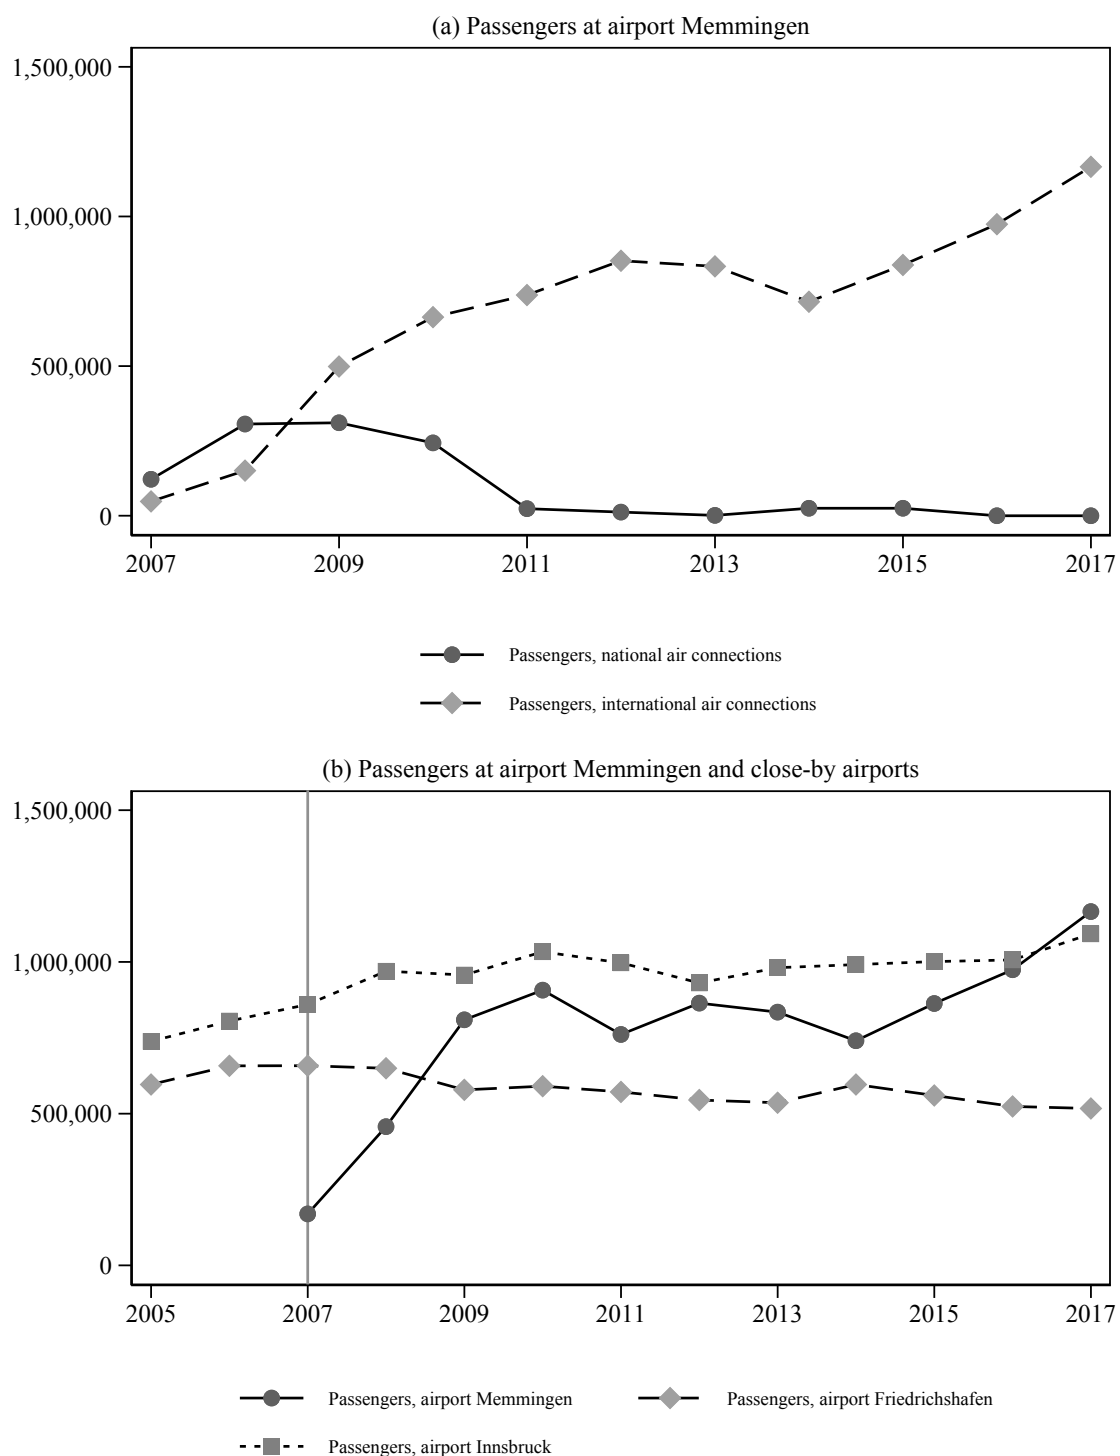 (a) Passengers at airport Memmingen
1,500,000
1,000,000
500,000
0
2007 2009 2011 2013 2015 2017
Passengers, national air connections
Passengers, international air connections
(b) Passengers at airport Memmingen and close-by airports
1,500,000
1,000,000
500,000
0
2005 2007 2009 2011 2013 2015 2017
Passengers, airport Memmingen Passengers, airport Friedrichshafen
Passengers, airport Innsbruck